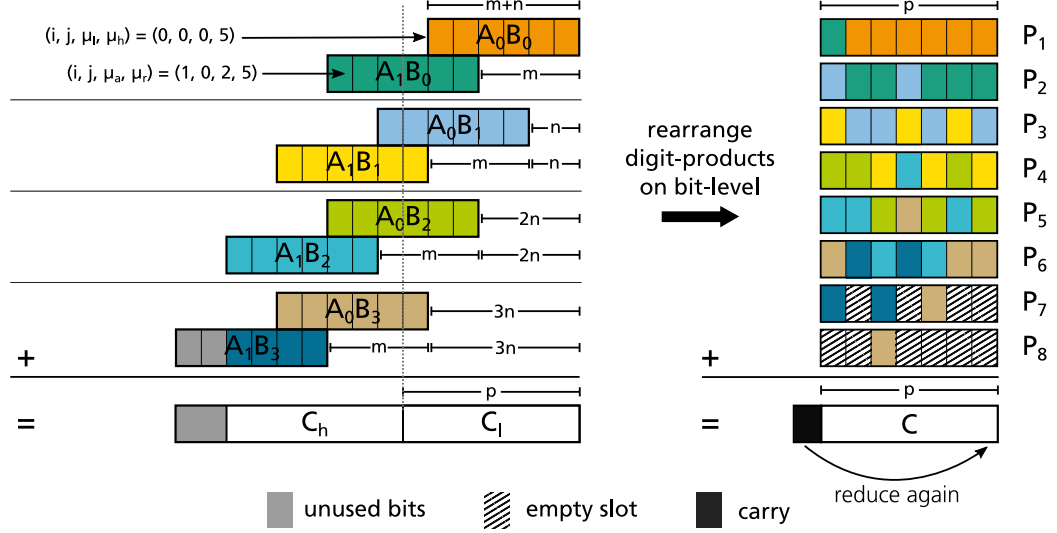 m+n
p
(i, j, μₗ, μₕ) = (0, 0, 0, 5)
A₀B₀
P₁
(i, j, μₐ, μᵣ) = (1, 0, 2, 5)
A₁B₀
m
P₂
A₀B₁
n
P₃
A₁B₁
m
n
P₄
rearrange
digit-products
on bit-level
A₀B₂
2n
P₅
A₁B₂
m
2n
P₆
A₀B₃
3n
P₇
A₁B₃
m
3n
P₈
+
+
p
p
=
Cₕ
Cₗ
=
C
reduce again
unused bits
empty slot
carry